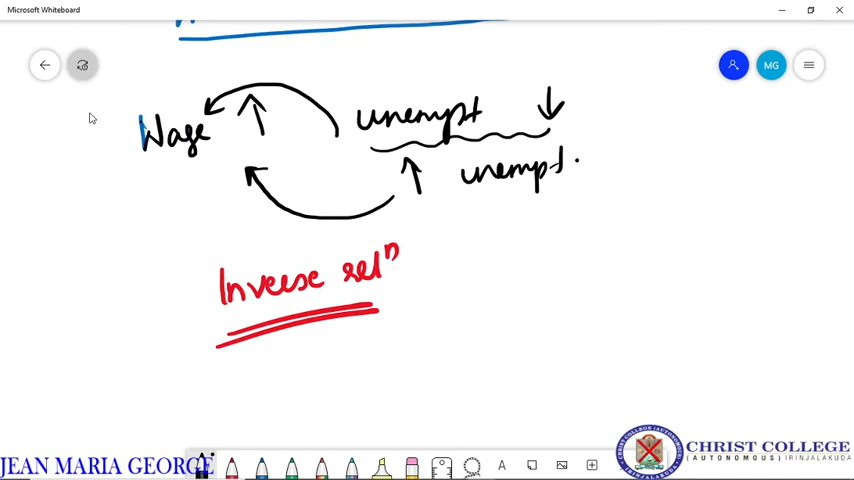 Microsoft Whiteboard
MG
Wage ↑ unempt ↓
↑ unempt.
Inverse relⁿ
JEAN MARIA GEORGE
A
CHRIST COLLEGE
(AUTONOMOUS) IRINJALAKUDA